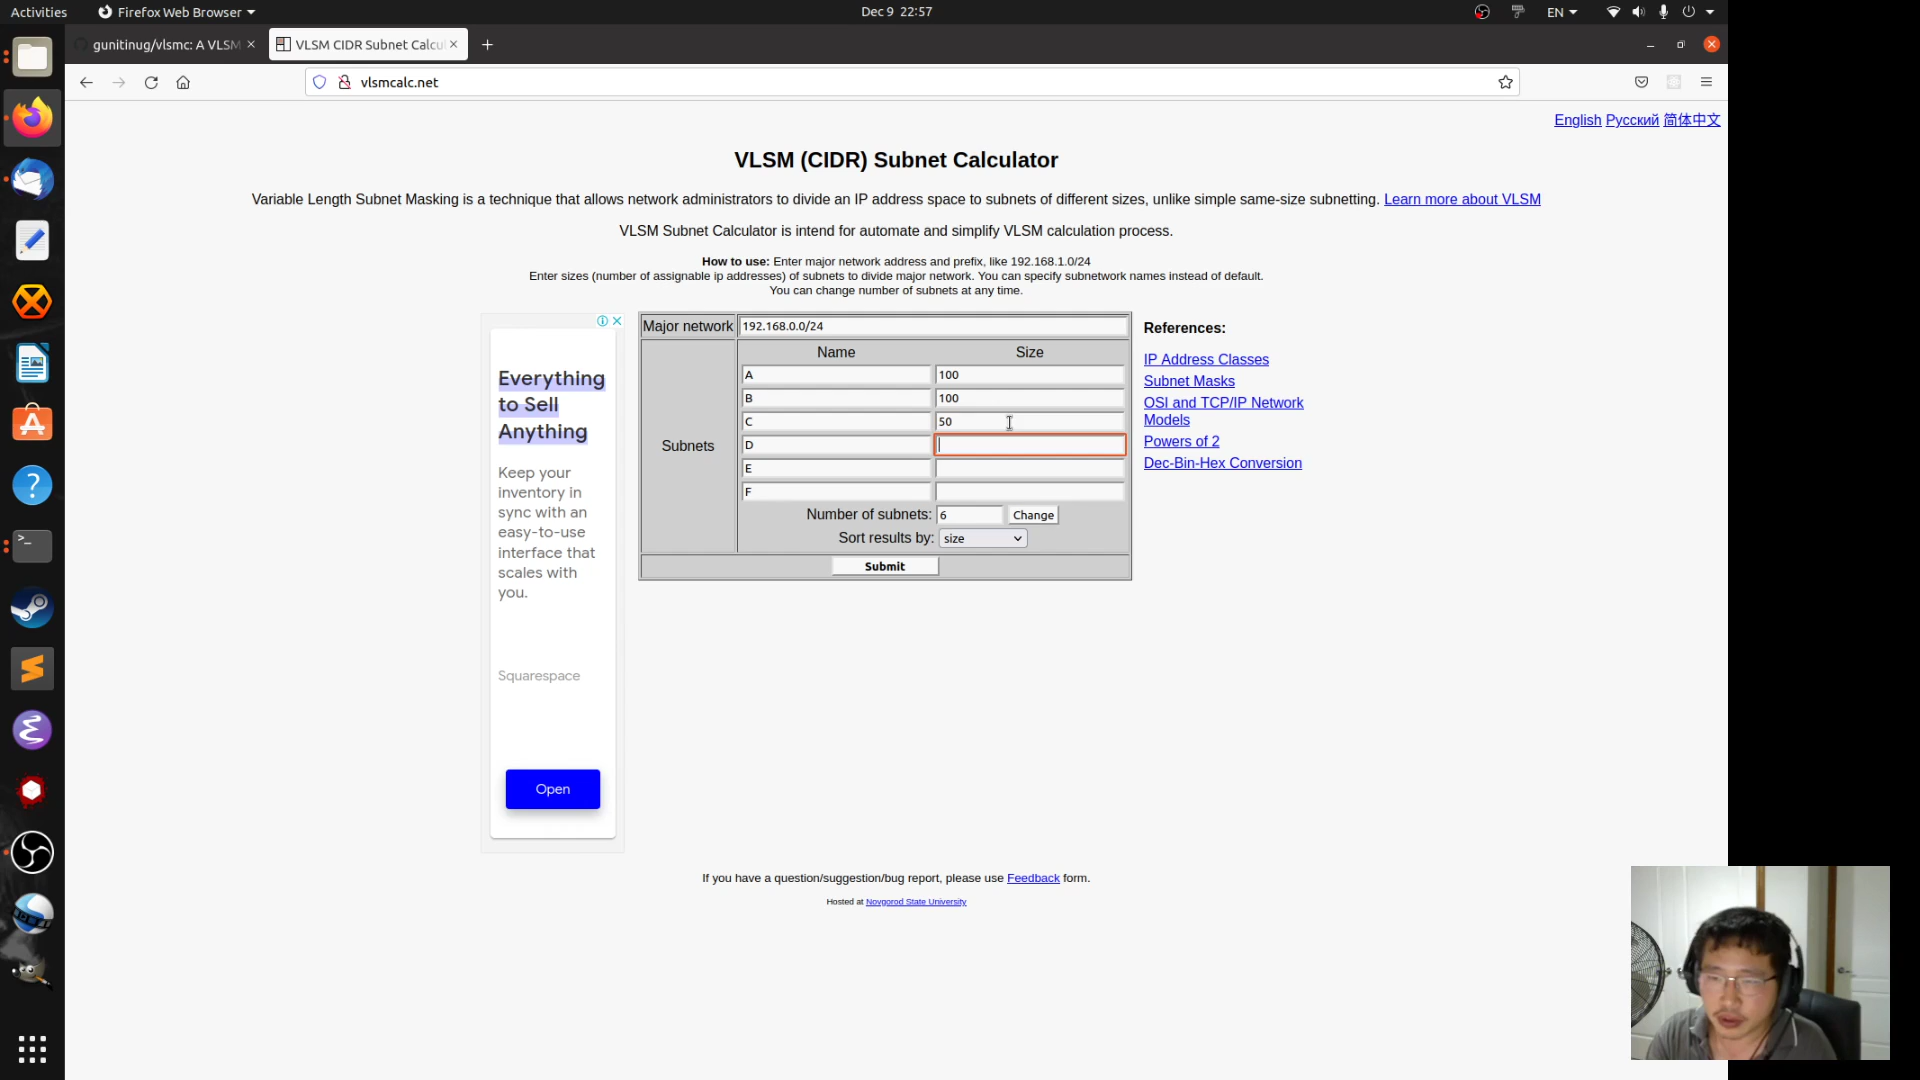 Activities
Firefox Web Browser
Dec 9 22:57
EN
gunitinug/vlsmc: A VLSM
VLSM CIDR Subnet Calcu
vlsmcalc.net
English Русский 简体中文
VLSM (CIDR) Subnet Calculator
Variable Length Subnet Masking is a technique that allows network administrators to divide an IP address space to subnets of different sizes, unlike simple same-size subnetting. Learn more about VLSM
VLSM Subnet Calculator is intend for automate and simplify VLSM calculation process.
How to use: Enter major network address and prefix, like 192.168.1.0/24
Enter sizes (number of assignable ip addresses) of subnets to divide major network. You can specify subnetwork names instead of default.
You can change number of subnets at any time.
Everything
to Sell
Anything
Keep your
inventory in
sync with an
easy-to-use
interface that
scales with
you.
Squarespace
Open
Major network 192.168.0.0/24
Subnets
Name Size
A 100
B 100
C 50
D
E
F
Number of subnets: 6 Change
Sort results by: size
Submit
References:
IP Address Classes
Subnet Masks
OSI and TCP/IP Network
Models
Powers of 2
Dec-Bin-Hex Conversion
If you have a question/suggestion/bug report, please use Feedback form.
Hosted at Novgorod State University